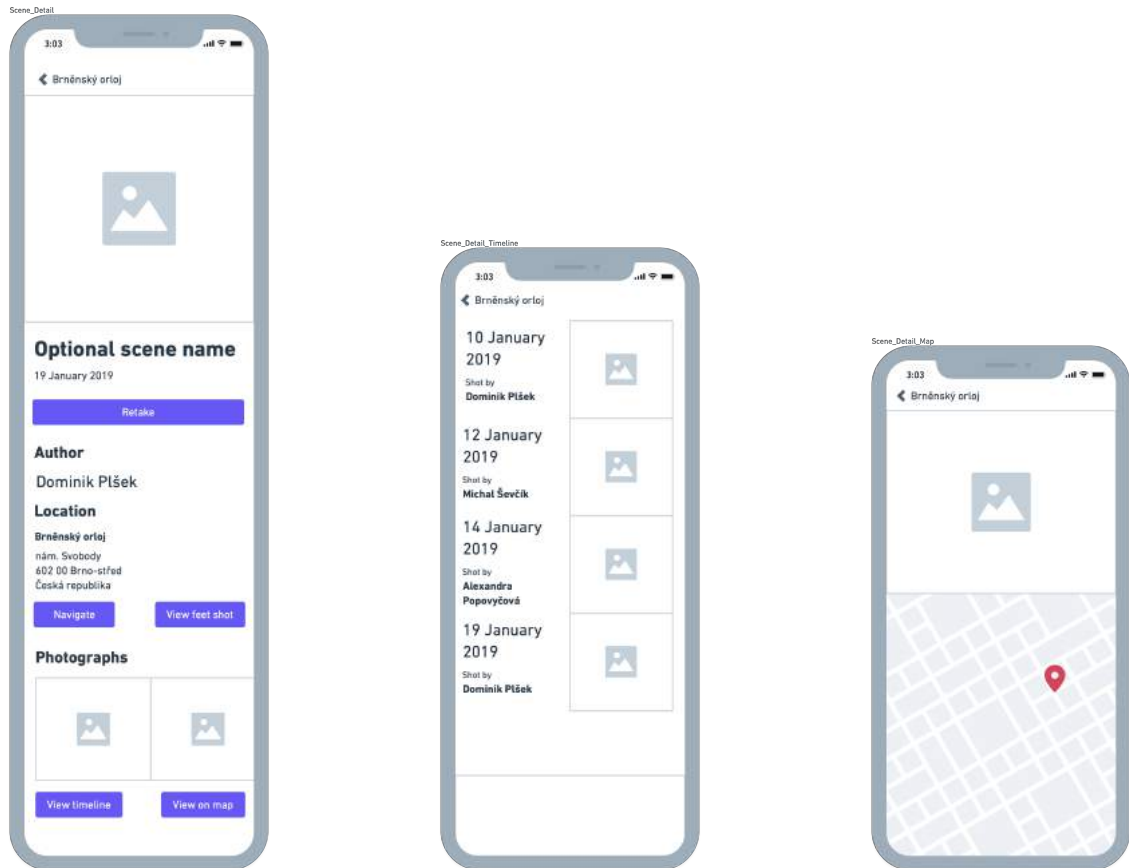 Scene_Detail
3:03
Brněnský orloj
Optional scene name
19 January 2019
Retake
Author
Dominik Plšek
Location
Brněnský orloj
nám. Svobody
602 00 Brno-střed
Česká republika
Navigate
View feet shot
Photographs
View timeline
View on map
Scene_Detail_Timeline
3:03
Brněnský orloj
10 January
2019
Shot by
Dominik Plšek
12 January
2019
Shot by
Michal Ševčík
14 January
2019
Shot by
Alexandra
Popovyčová
19 January
2019
Shot by
Dominik Plšek
Scene_Detail_Map
3:03
Brněnský orloj